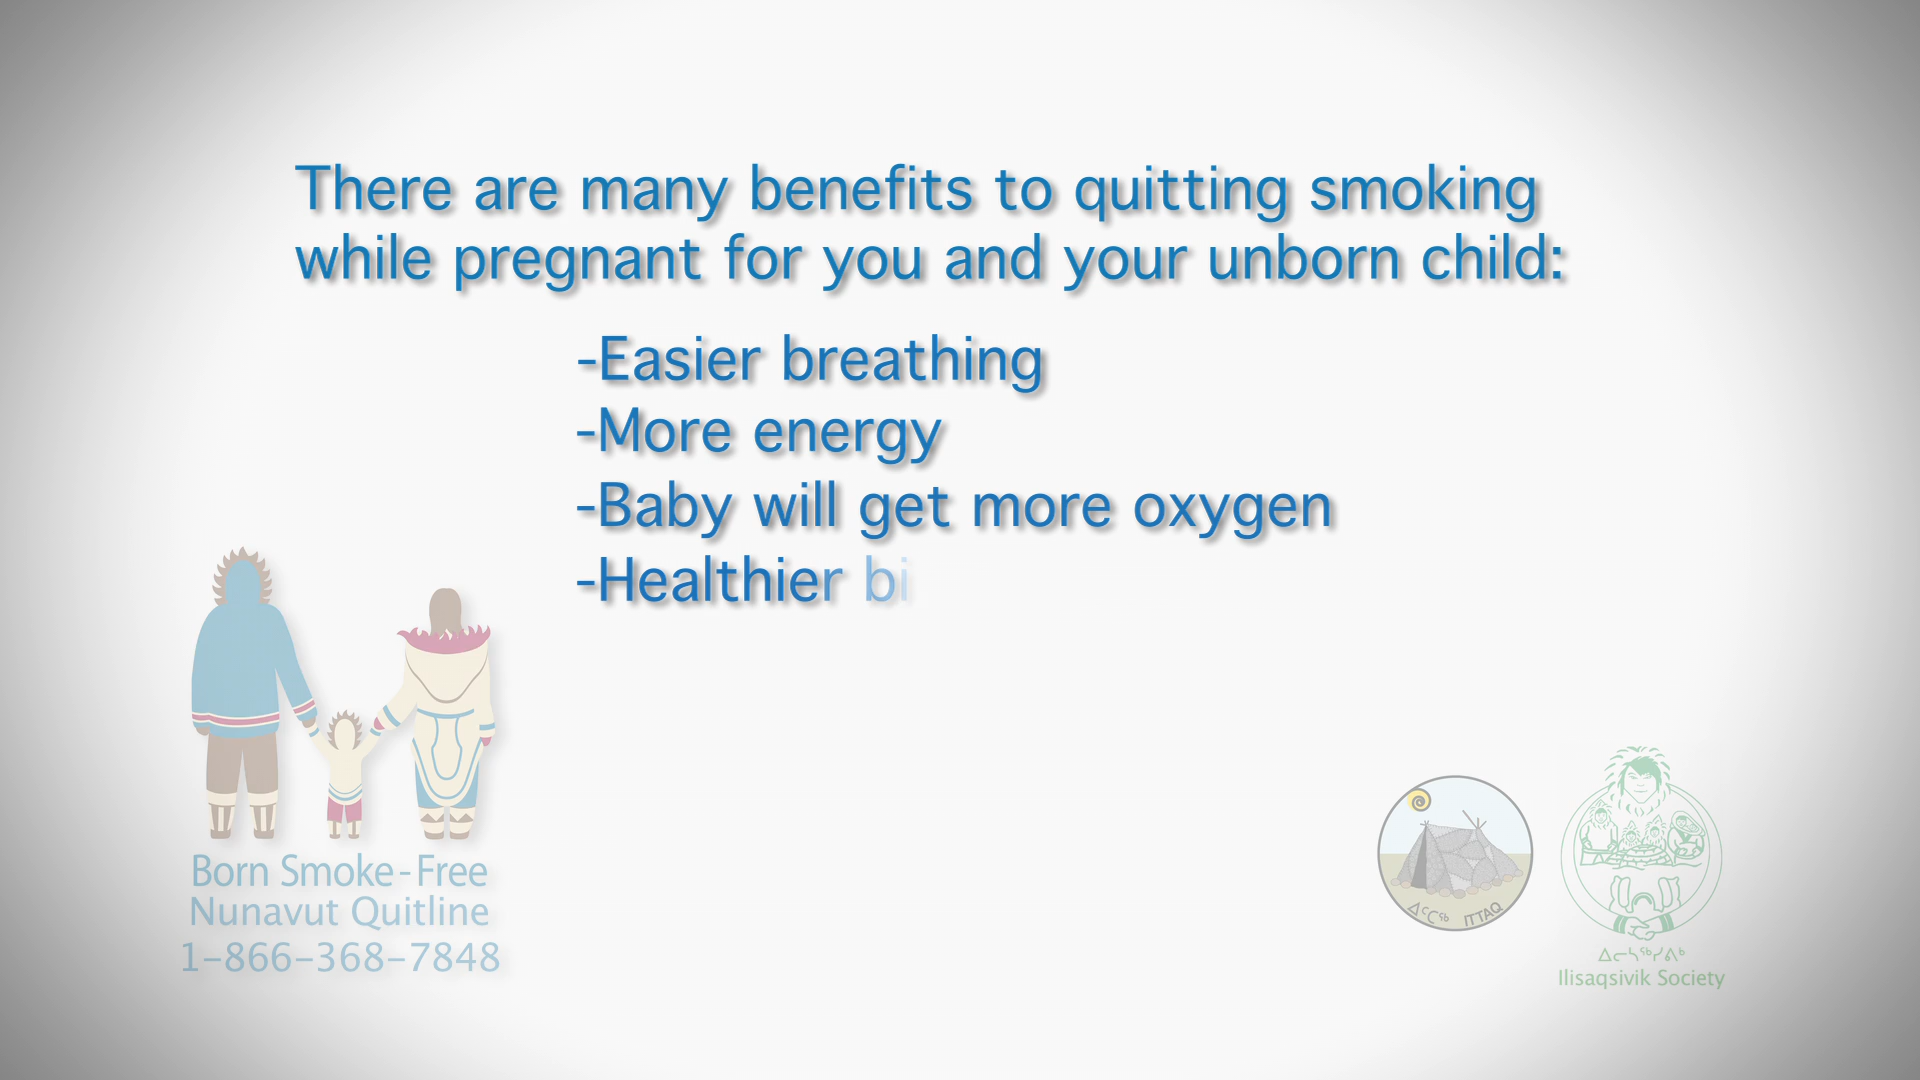 There are many benefits to quitting smoking
while pregnant for you and your unborn child:
-Easier breathing
-More energy
-Baby will get more oxygen
-Healthier bi
Born Smoke-Free
Nunavut Quitline
1-866-368-7848
ᐃᑦᑕᖅ ITTAQ
ᐃᓕᓴᖅᓯᕕᒃ
Ilisaqsivik Society